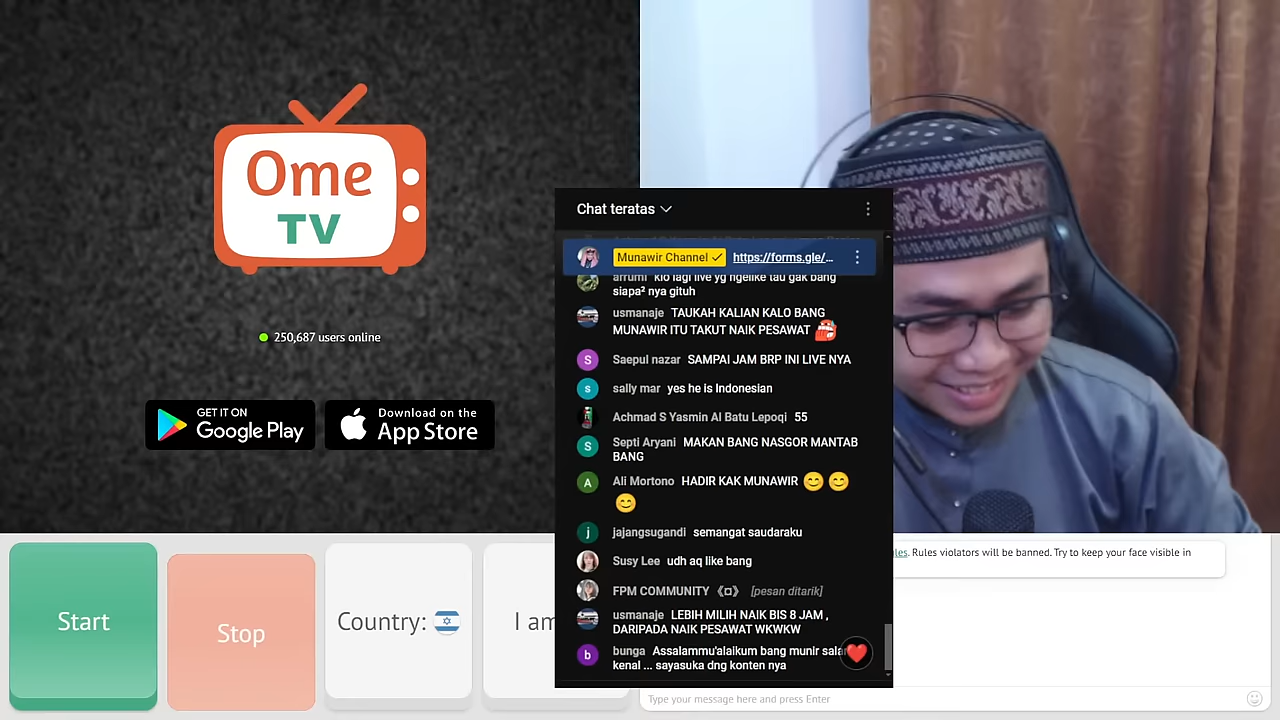 Ome
TV
250,687 users online
GET IT ON
Google Play
Download on the
App Store
Start
Stop
Country:
I am
Chat teratas
Munawir Channel https://forms.gle/...
arrumi klo lagi live yg ngelike tau gak bang
siapa² nya gituh
usmanaje TAUKAH KALIAN KALO BANG
MUNAWIR ITU TAKUT NAIK PESAWAT
S Saepul nazar SAMPAI JAM BRP INI LIVE NYA
s sally mar yes he is Indonesian
Achmad S Yasmin Al Batu Lepoqi 55
S Septi Aryani MAKAN BANG NASGOR MANTAB
BANG
A Ali Mortono HADIR KAK MUNAWIR 😊 😊
😊
j jajangsugandi semangat saudaraku
Susy Lee udh aq like bang
FPM COMMUNITY 《¤》 [pesan ditarik]
usmanaje LEBIH MILIH NAIK BIS 8 JAM ,
DARIPADA NAIK PESAWAT WKWKW
b bunga Assalammu'alaikum bang munir salam
kenal ... sayasuka dng konten nya
les. Rules violators will be banned. Try to keep your face visible in
Type your message here and press Enter